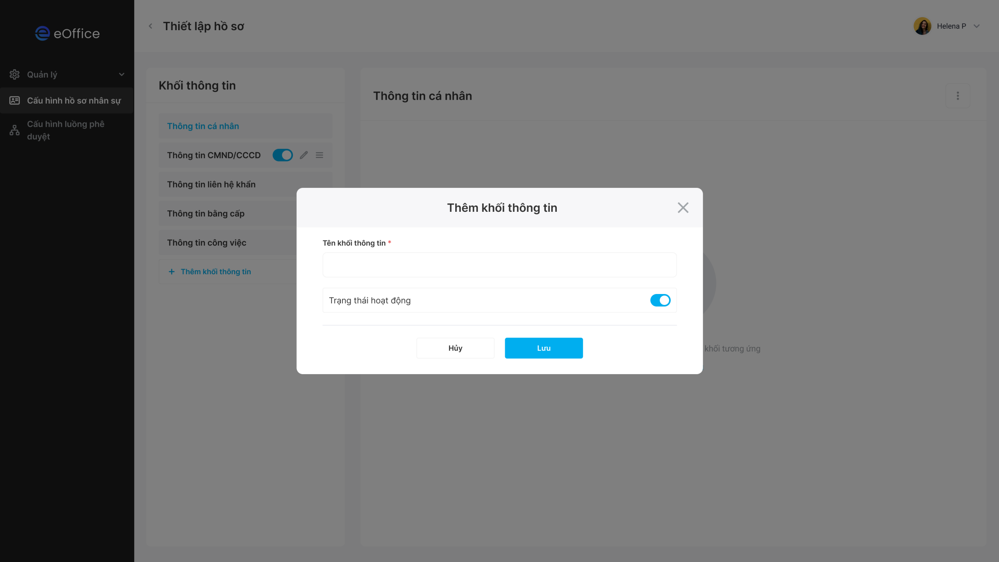 eOffice
Quản lý
Cấu hình hồ sơ nhân sự
Cấu hình luồng phê
duyệt
Thiết lập hồ sơ
Helena P
Khối thông tin
Thông tin cá nhân
Thông tin CMND/CCCD
Thông tin liên hệ khẩn
Thông tin bằng cấp
Thông tin công việc
+ Thêm khối thông tin
Thông tin cá nhân
khối tương ứng
Thêm khối thông tin
Tên khối thông tin *
Trạng thái hoạt động
Hủy
Lưu